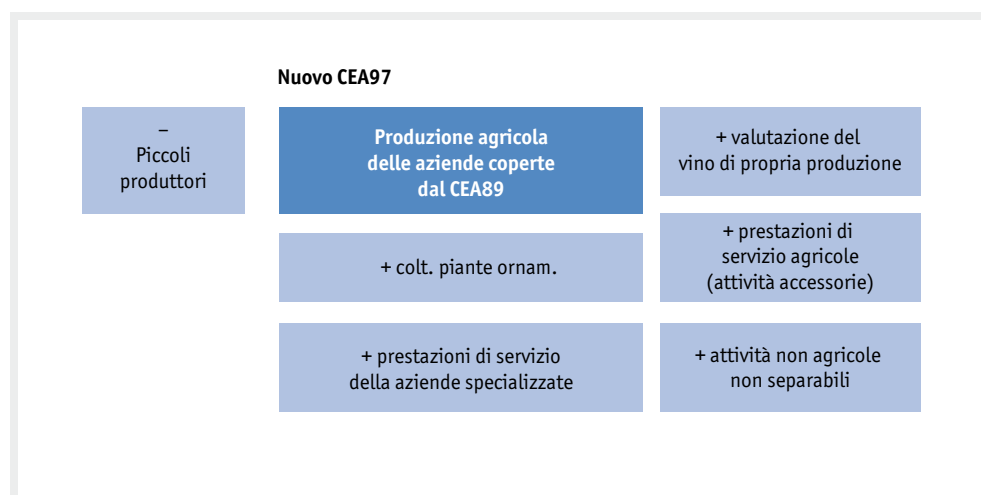 Nuovo CEA97
–
Piccoli
produttori
Produzione agricola
delle aziende coperte
dal CEA89
+ valutazione del
vino di propria produzione
+ colt. piante ornam.
+ prestazioni di
servizio agricole
(attività accessorie)
+ prestazioni di servizio
della aziende specializzate
+ attività non agricole
non separabili